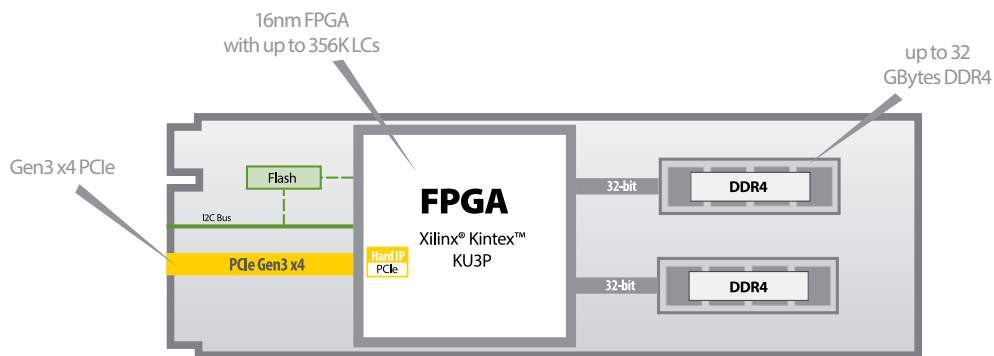 16nm FPGA
with up to 356K LCs
up to 32
GBytes DDR4
Gen3 x4 PCIe
Flash
32-bit
DDR4
FPGA
I2C Bus
Xilinx® Kintex™
KU3P
Hard IP
PCIe Gen3 x4
PCIe
32-bit
DDR4